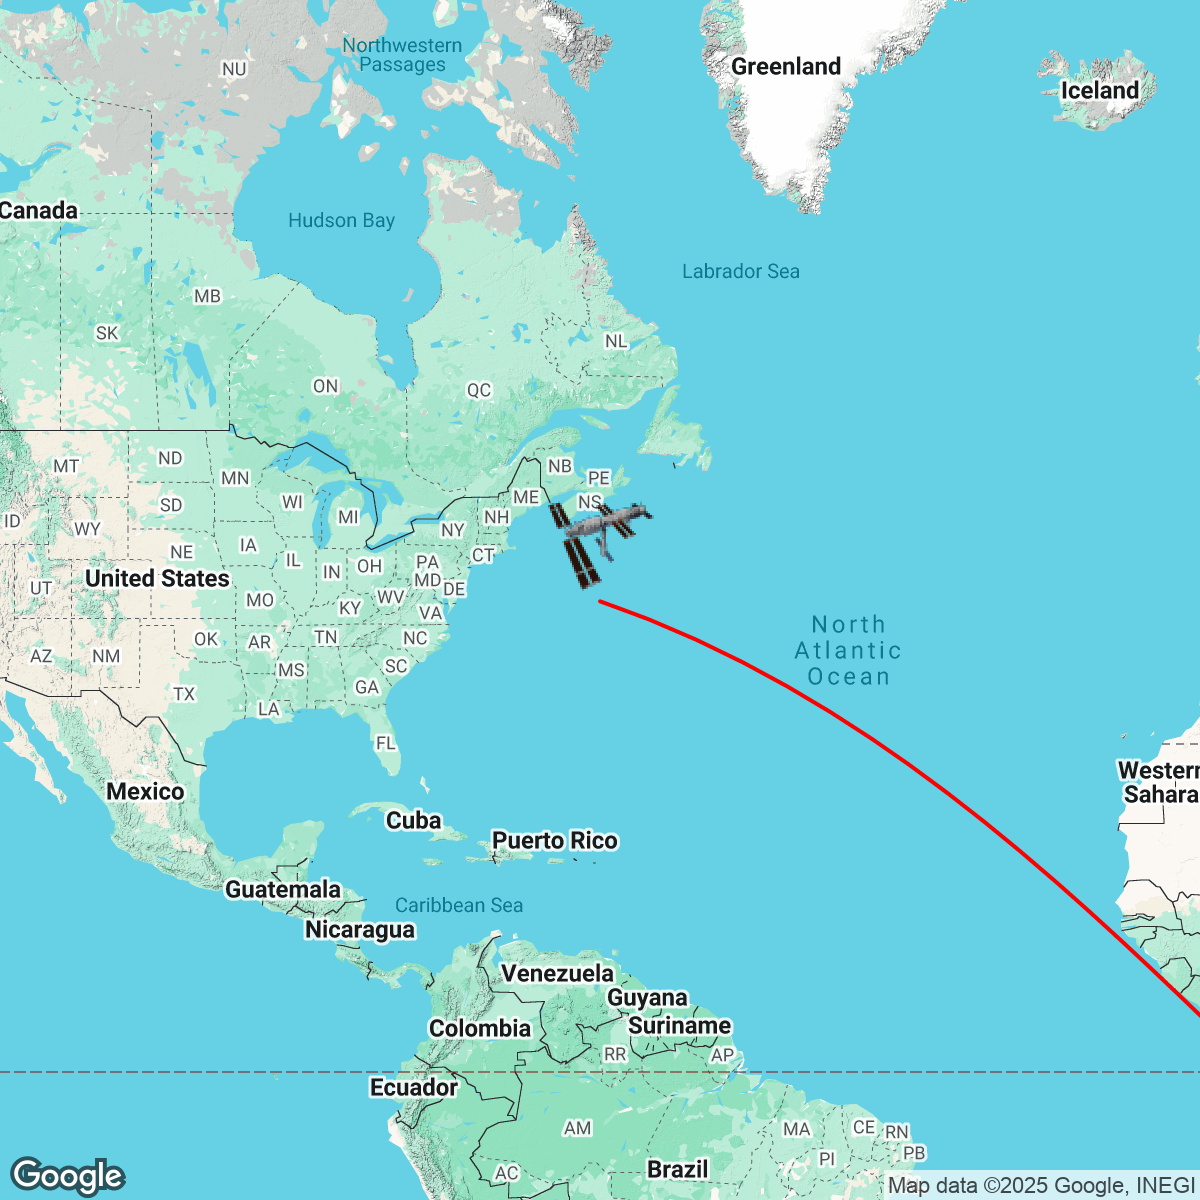 Northwestern
Passages
NU
Greenland
Iceland
Canada
Hudson Bay
Labrador Sea
MB
SK
NL
ON
QC
ND
MT
NB
PE
MN
WI
ME
NS
SD
ID
WY
MI
NH
NY
IA
NE
IL
CT
OH
PA
IN
United States
MD
UT
DE
MO
WV
KY
VA
North
Atlantic
Ocean
OK
AR
TN
NC
AZ
NM
MS
SC
TX
GA
LA
FL
Western
Sahara
Mexico
Cuba
Puerto Rico
Guatemala
Caribbean Sea
Nicaragua
Venezuela
Guyana
Colombia
Suriname
RR
AP
Ecuador
AM
MA
CE
RN
PB
PI
AC
Brazil
Google
Map data ©2025 Google, INEGI